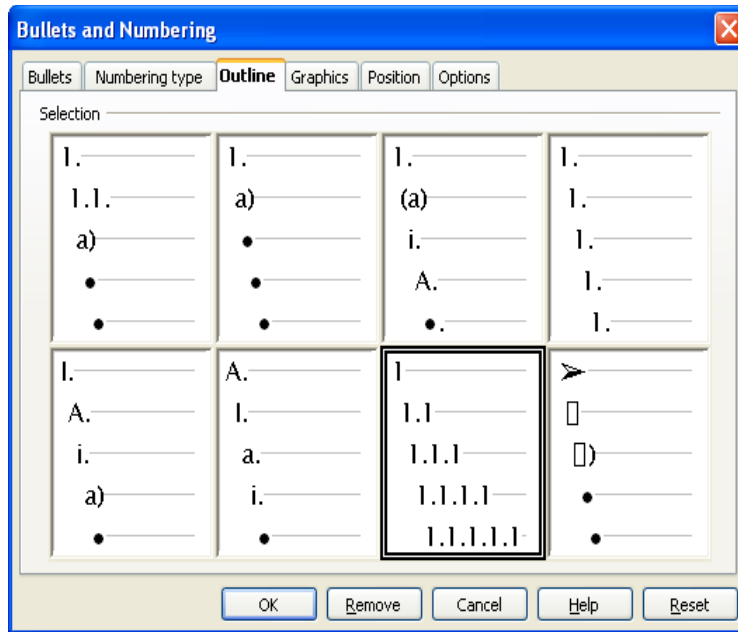 Bullets and Numbering
Bullets Numbering type Outline Graphics Position Options
Selection
1.
1.1.
a)
●
●
1.
a)
●
●
●
1.
(a)
i.
A.
●.
1.
1.
1.
1.
1.
I.
A.
i.
a)
●
A.
I.
a.
i.
●
1
1.1
1.1.1
1.1.1.1
1.1.1.1.1
➢
▯
▯)
●
●
OK Remove Cancel Help Reset